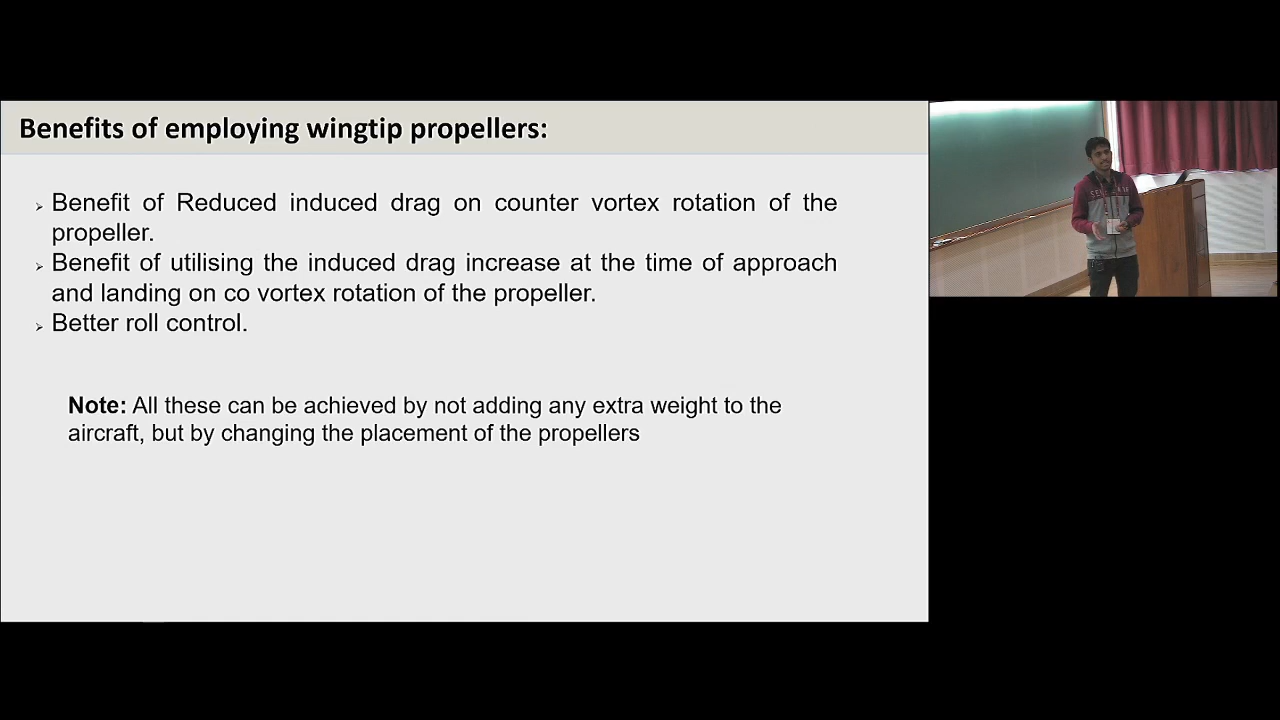 Benefits of employing wingtip propellers:
Benefit of Reduced induced drag on counter vortex rotation of the
propeller.
Benefit of utilising the induced drag increase at the time of approach
and landing on co vortex rotation of the propeller.
Better roll control.
Note: All these can be achieved by not adding any extra weight to the
aircraft, but by changing the placement of the propellers